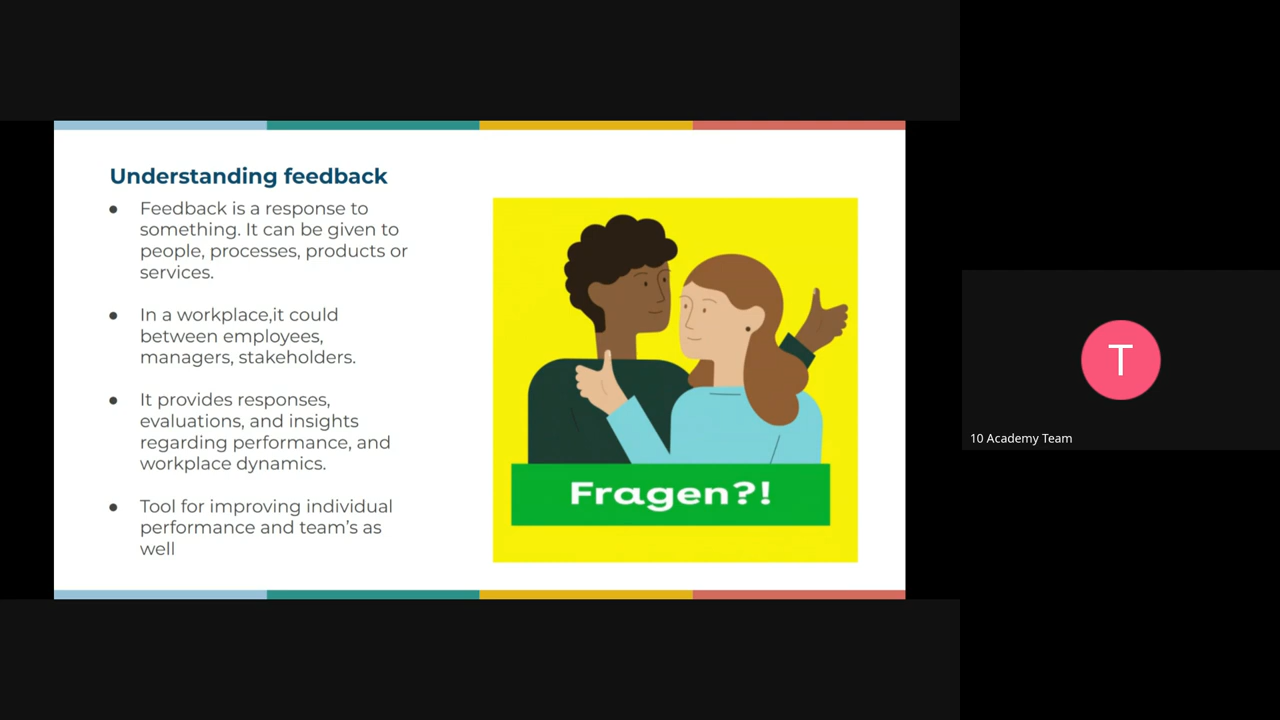 Understanding feedback
● Feedback is a response to
something. It can be given to
people, processes, products or
services.
● In a workplace,it could
between employees,
managers, stakeholders.
● It provides responses,
evaluations, and insights
regarding performance, and
workplace dynamics.
● Tool for improving individual
performance and team's as
well
Fragen?!
T
10 Academy Team